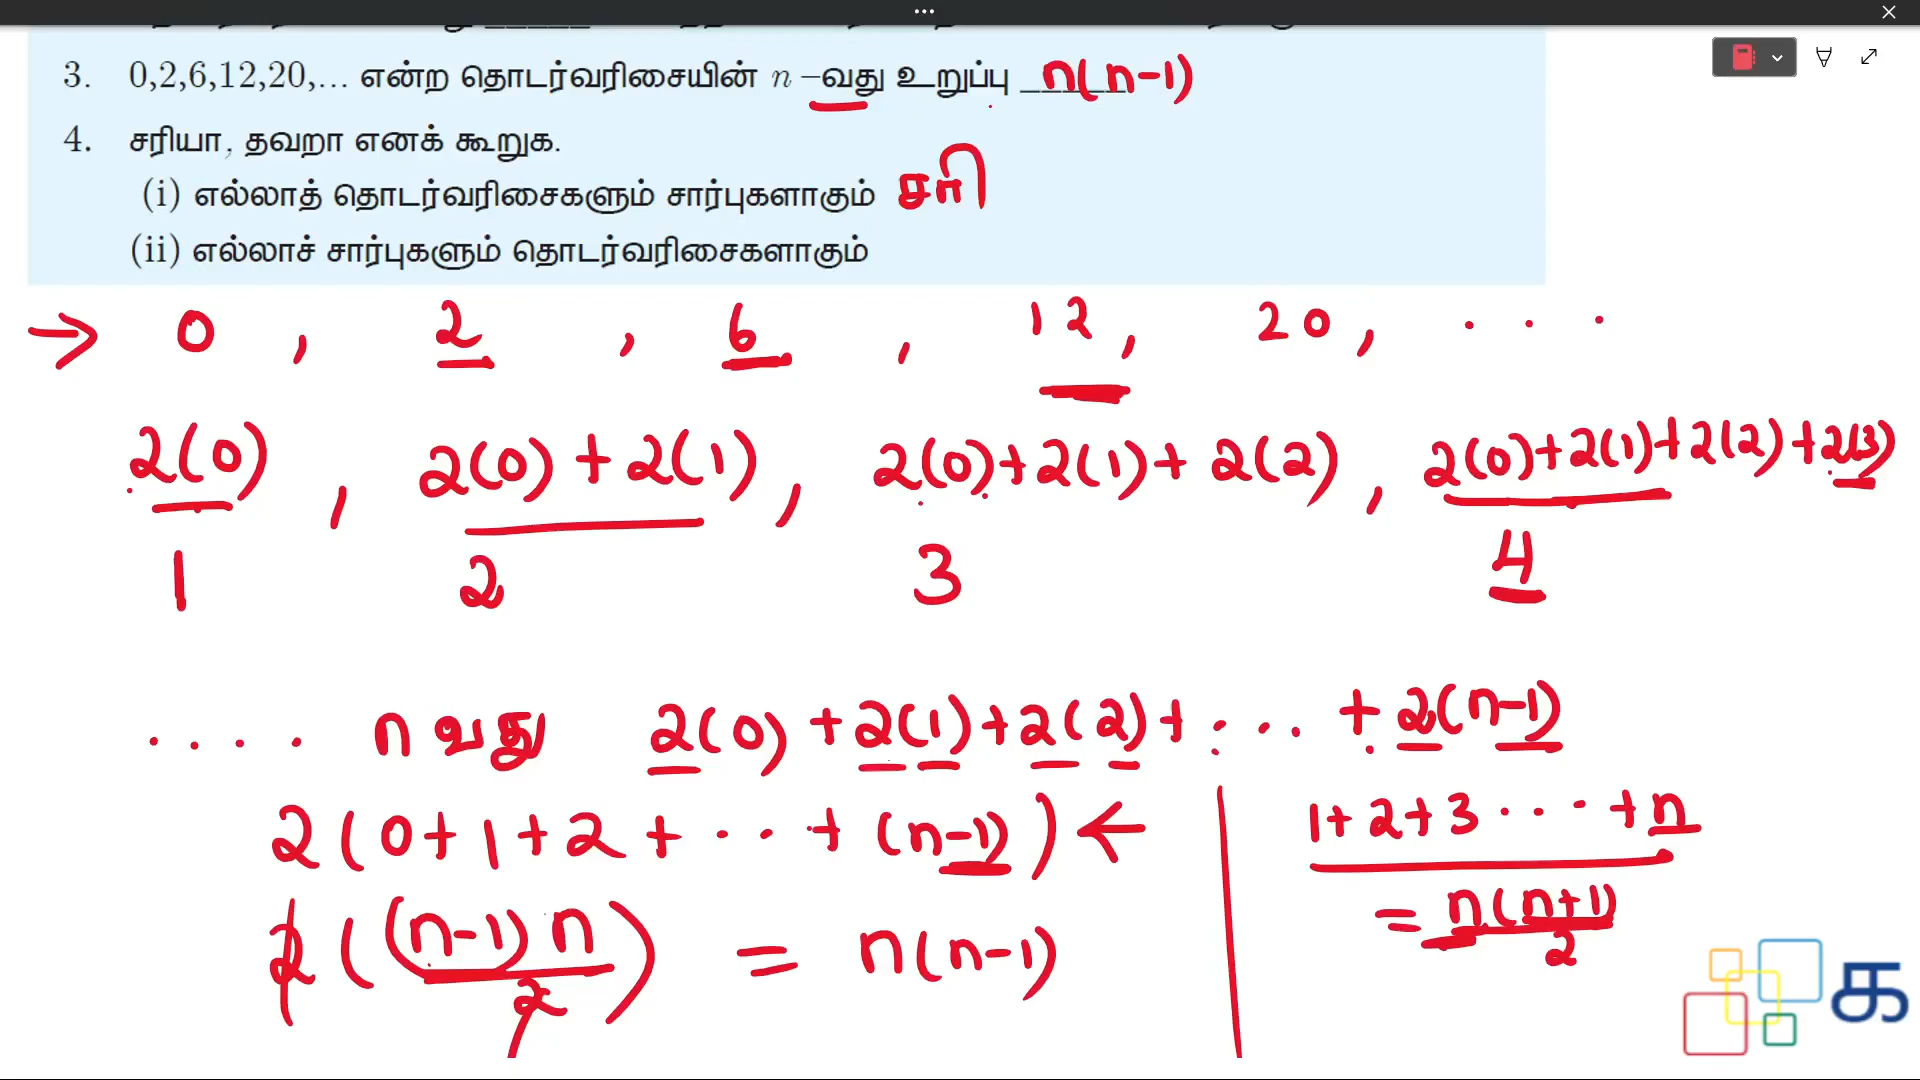 3. 0,2,6,12,20,... என்ற தொடர்வரிசையின் n –வது உறுப்பு ______ n(n-1)
4. சரியா, தவறா எனக் கூறுக.
(i) எல்லாத் தொடர்வரிசைகளும் சார்புகளாகும் சரி
(ii) எல்லாச் சார்புகளும் தொடர்வரிசைகளாகும்
→ 0 , 2 , 6 , 12 , 20 , . . .
2(0) , 2(0) + 2(1) , 2(0)+2(1)+ 2(2) , 2(0)+2(1)+2(2)+2(3)
1 2 3 4
. . . . n வது 2(0) +2(1)+2(2)+ . . . + 2(n-1)
2(0+1+2+ . . . + (n-1)) ←
1+2+3 . . . +n
2((n-1)n/2) = n(n-1)
= n(n+1)/2
க